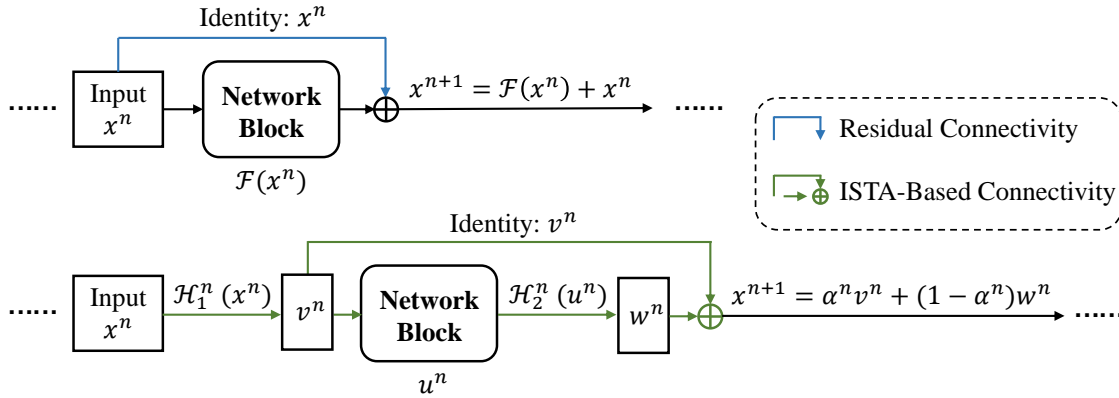 Identity: xⁿ
······
Input
xⁿ
Network
Block
xⁿ⁺¹ = ℱ(xⁿ) + xⁿ
······
ℱ(xⁿ)
Residual Connectivity
ISTA-Based Connectivity
Identity: vⁿ
······
Input
xⁿ
ℋ₁ⁿ (xⁿ)
vⁿ
Network
Block
ℋ₂ⁿ (uⁿ)
wⁿ
xⁿ⁺¹ = αⁿvⁿ + (1 − αⁿ)wⁿ
······
uⁿ